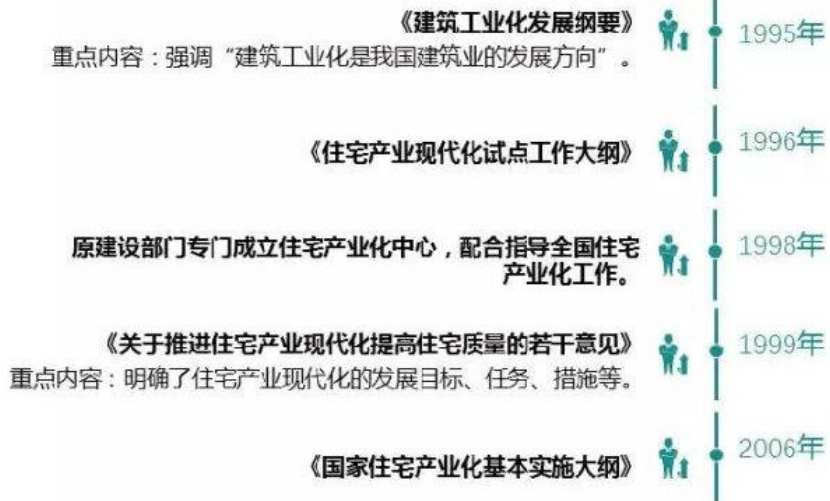 《建筑工业化发展纲要》
1995年
重点内容：强调“建筑工业化是我国建筑业的发展方向”。
《住宅产业现代化试点工作大纲》
1996年
原建设部门专门成立住宅产业化中心，配合指导全国住宅
产业化工作。
1998年
《关于推进住宅产业现代化提高住宅质量的若干意见》
1999年
重点内容：明确了住宅产业现代化的发展目标、任务、措施等。
《国家住宅产业化基本实施大纲》
2006年